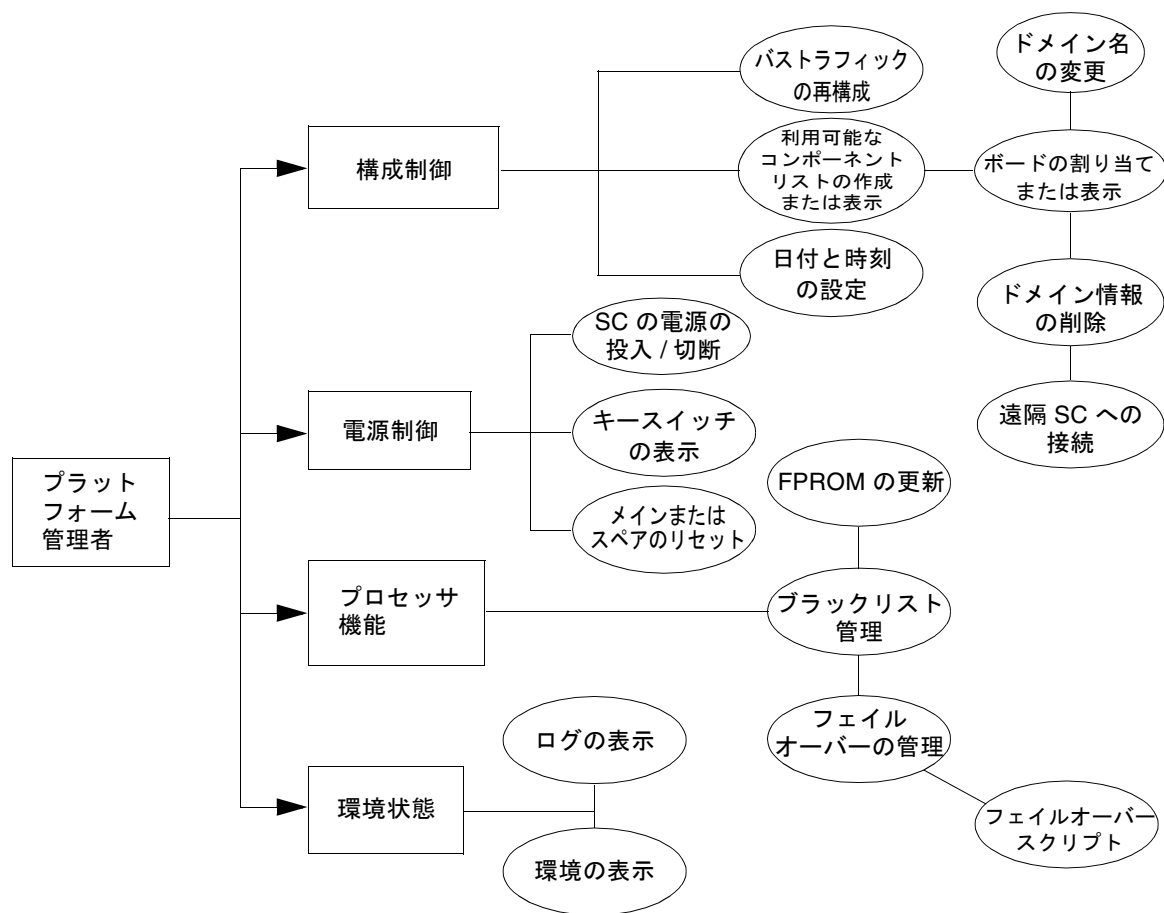 プラット
フォーム
管理者
構成制御
バストラフィック
の再構成
利用可能な
コンポーネント
リストの作成
または表示
日付と時刻
の設定
ドメイン名
の変更
ボードの割り当て
または表示
ドメイン情報
の削除
遠隔 SC への
接続
電源制御
SC の電源の
投入 / 切断
キースイッチ
の表示
メインまたは
スペアのリセット
プロセッサ
機能
FPROM の更新
ブラックリスト
管理
フェイル
オーバーの管理
フェイルオーバー
スクリプト
環境状態
ログの表示
環境の表示